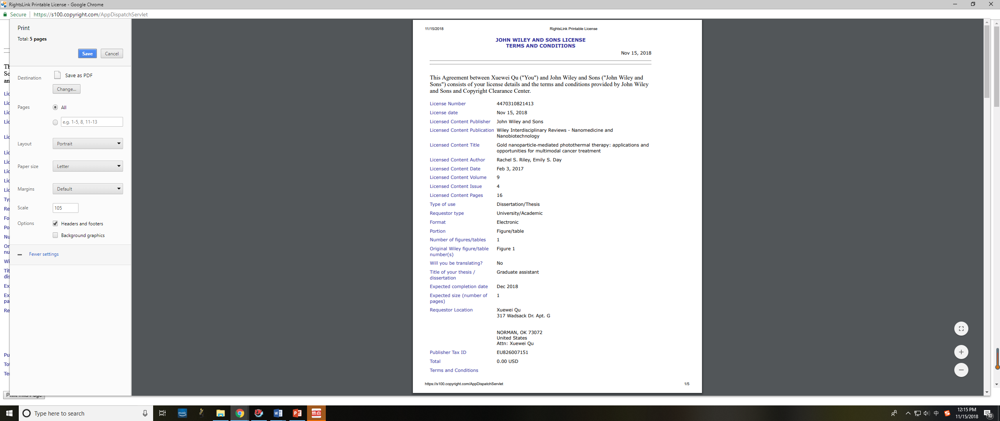 RightsLink Printable License - Google Chrome
Secure https://s100.copyright.com/AppDispatchServlet
Print
Total: 5 pages
Save Cancel
Destination Save as PDF
Change...
Pages All
e.g. 1-5, 8, 11-13
Layout Portrait
Paper size Letter
Margins Default
Scale 105
Options Headers and footers
Background graphics
Fewer settings
11/15/2018 RightsLink Printable License
JOHN WILEY AND SONS LICENSE
TERMS AND CONDITIONS
Nov 15, 2018
This Agreement between Xuewei Qu ("You") and John Wiley and Sons ("John Wiley and
Sons") consists of your license details and the terms and conditions provided by John Wiley
and Sons and Copyright Clearance Center.
License Number 4470310821413
License date Nov 15, 2018
Licensed Content Publisher John Wiley and Sons
Licensed Content Publication Wiley Interdisciplinary Reviews - Nanomedicine and
Nanobiotechnology
Licensed Content Title Gold nanoparticle-mediated photothermal therapy: applications and
opportunities for multimodal cancer treatment
Licensed Content Author Rachel S. Riley, Emily S. Day
Licensed Content Date Feb 3, 2017
Licensed Content Volume 9
Licensed Content Issue 4
Licensed Content Pages 16
Type of use Dissertation/Thesis
Requestor type University/Academic
Format Electronic
Portion Figure/table
Number of figures/tables 1
Original Wiley figure/table Figure 1
number(s)
Will you be translating? No
Title of your thesis / Graduate assistant
dissertation
Expected completion date Dec 2018
Expected size (number of 1
pages)
Requestor Location Xuewei Qu
317 Wadsack Dr. Apt. G
NORMAN, OK 73072
United States
Attn: Xuewei Qu
Publisher Tax ID EU826007151
Total 0.00 USD
Terms and Conditions
https://s100.copyright.com/AppDispatchServlet 1/5
Print This Page
Type here to search
music
热点
中
12:15 PM
11/15/2018
10